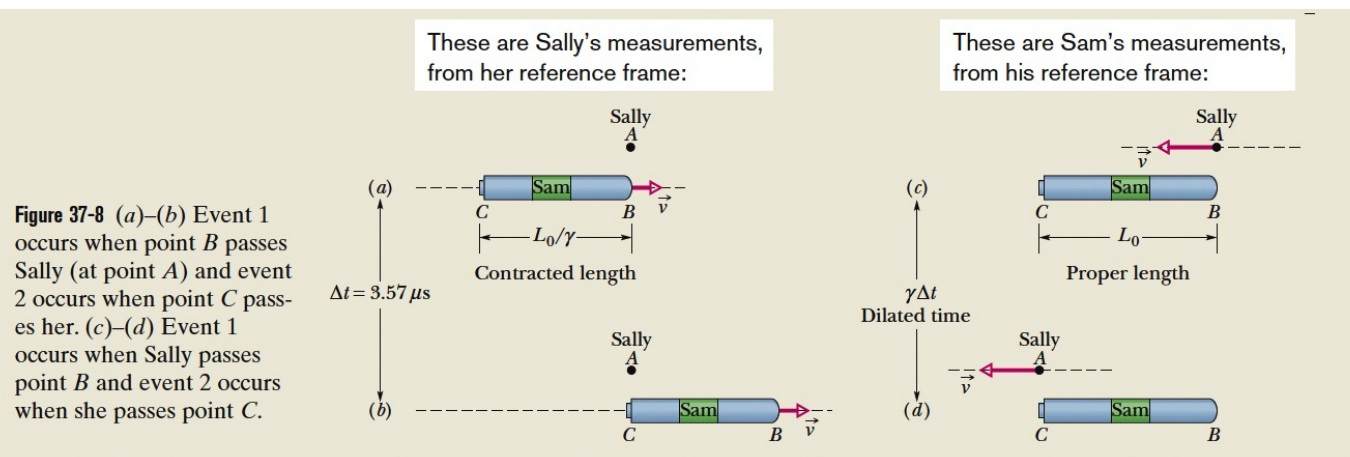 These are Sally's measurements,
from her reference frame:
These are Sam's measurements,
from his reference frame:
Figure 37-8 (a)–(b) Event 1
occurs when point B passes
Sally (at point A) and event
2 occurs when point C pass-
es her. (c)–(d) Event 1
occurs when Sally passes
point B and event 2 occurs
when she passes point C.
Sally
A
(a)
Sam
v⃗
C
B
L₀/γ
Contracted length
Δt = 3.57 μs
Sally
A
(b)
Sam
v⃗
C
B
Sally
A
v⃗
(c)
Sam
C
B
L₀
Proper length
γΔt
Dilated time
Sally
A
v⃗
(d)
Sam
C
B